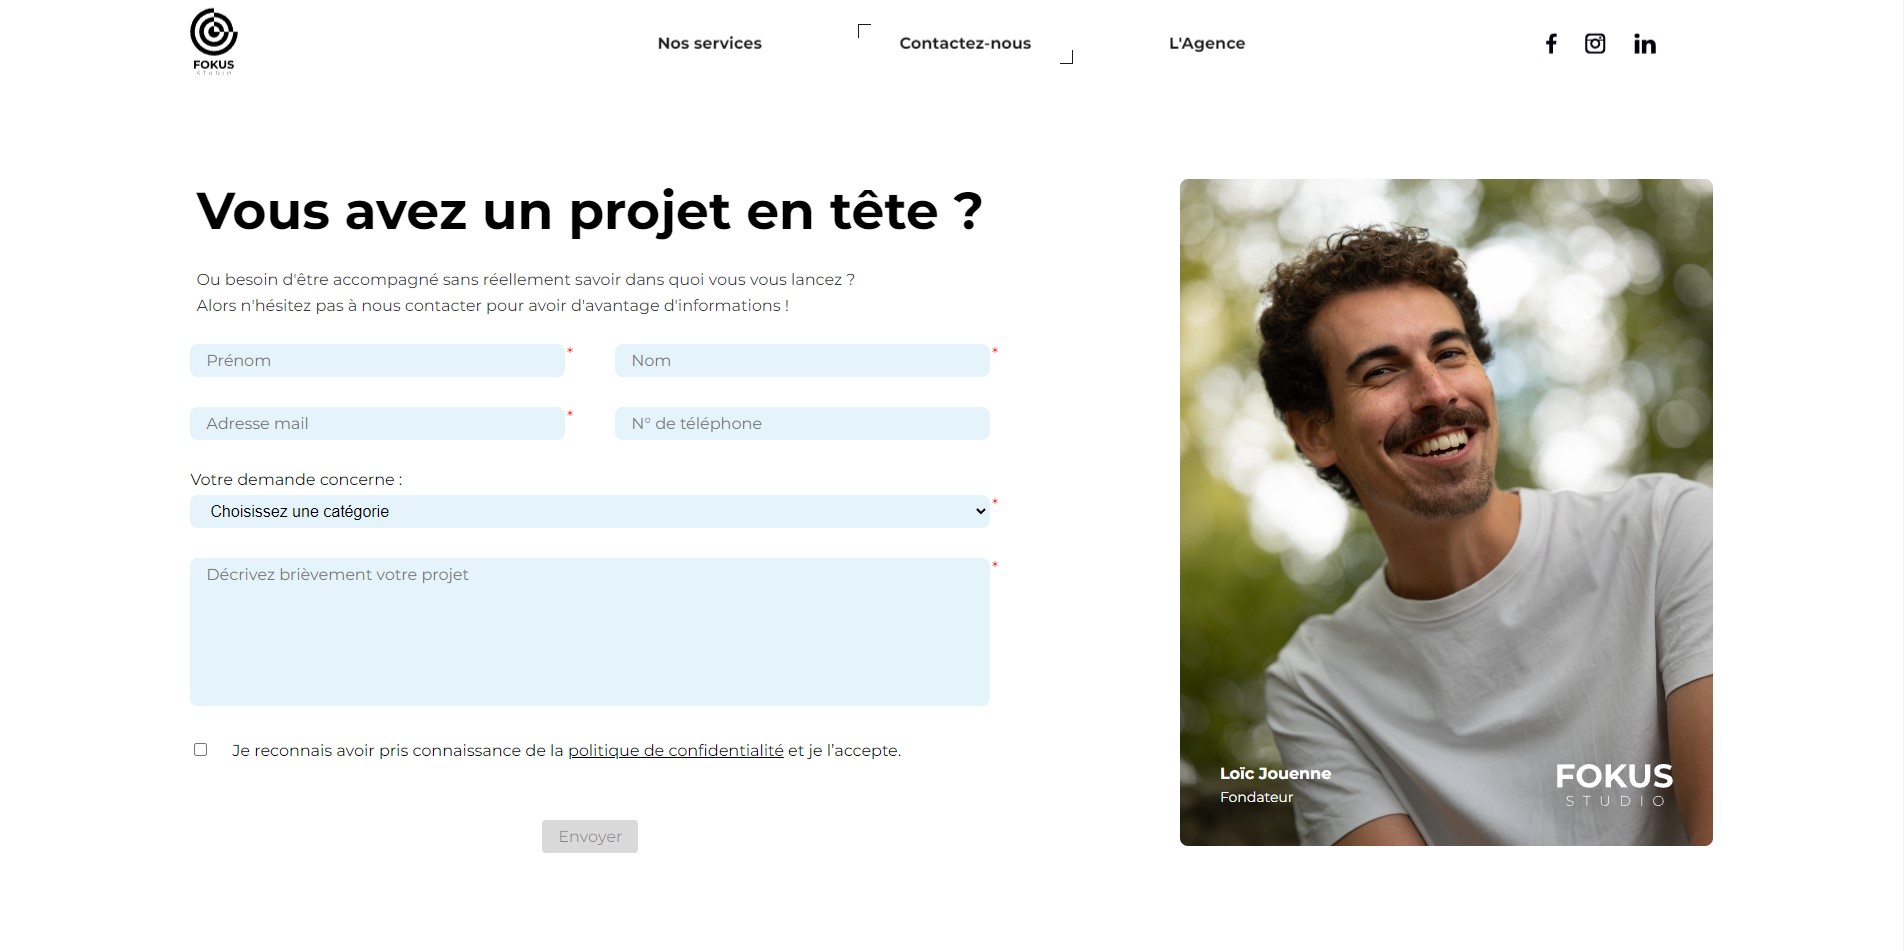 FOKUS
STUDIO
Nos services
Contactez-nous
L'Agence
Vous avez un projet en tête ?
Ou besoin d'être accompagné sans réellement savoir dans quoi vous vous lancez ?
Alors n'hésitez pas à nous contacter pour avoir d'avantage d'informations !
Prénom *
Nom *
Adresse mail *
N° de téléphone
Votre demande concerne :
Choisissez une catégorie *
Décrivez brièvement votre projet *
Je reconnais avoir pris connaissance de la politique de confidentialité et je l’accepte.
Envoyer
Loïc Jouenne
Fondateur
FOKUS
STUDIO